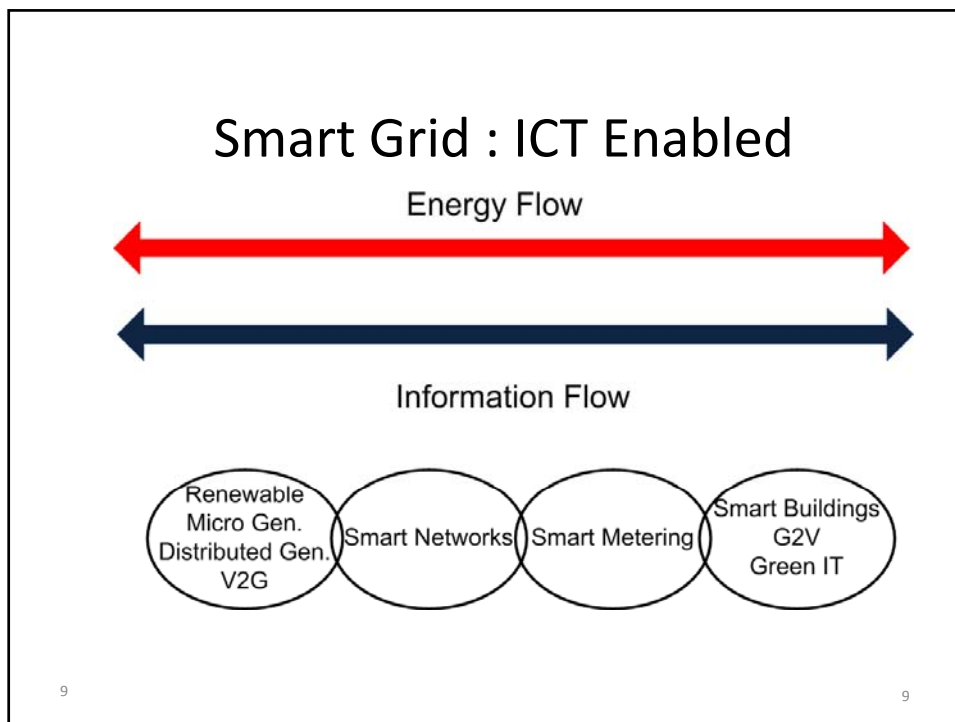 Smart Grid : ICT Enabled
Energy Flow
Information Flow
Renewable
Micro Gen.
Distributed Gen.
V2G
Smart Networks
Smart Metering
Smart Buildings
G2V
Green IT
9
9